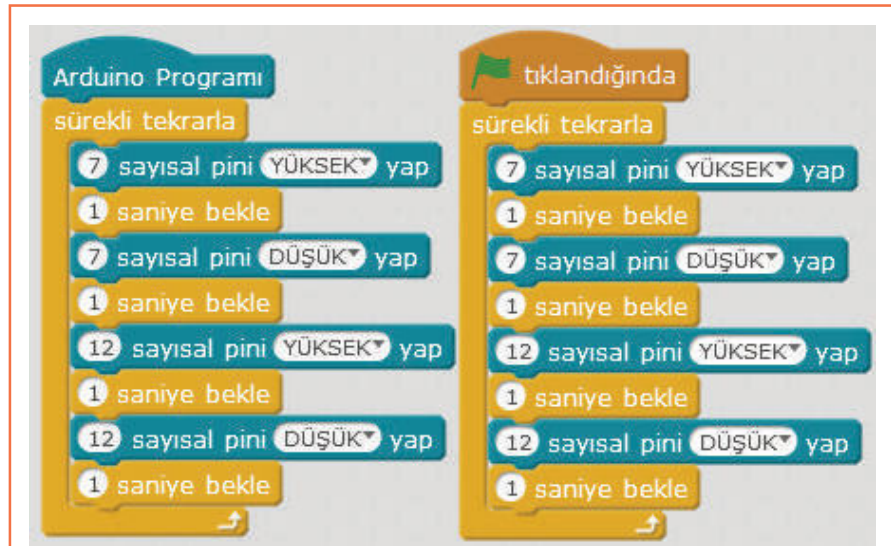 Arduino Programı
sürekli tekrarla
7 sayısal pini YÜKSEK yap
1 saniye bekle
7 sayısal pini DÜŞÜK yap
1 saniye bekle
12 sayısal pini YÜKSEK yap
1 saniye bekle
12 sayısal pini DÜŞÜK yap
1 saniye bekle
tıklandığında
sürekli tekrarla
7 sayısal pini YÜKSEK yap
1 saniye bekle
7 sayısal pini DÜŞÜK yap
1 saniye bekle
12 sayısal pini YÜKSEK yap
1 saniye bekle
12 sayısal pini DÜŞÜK yap
1 saniye bekle